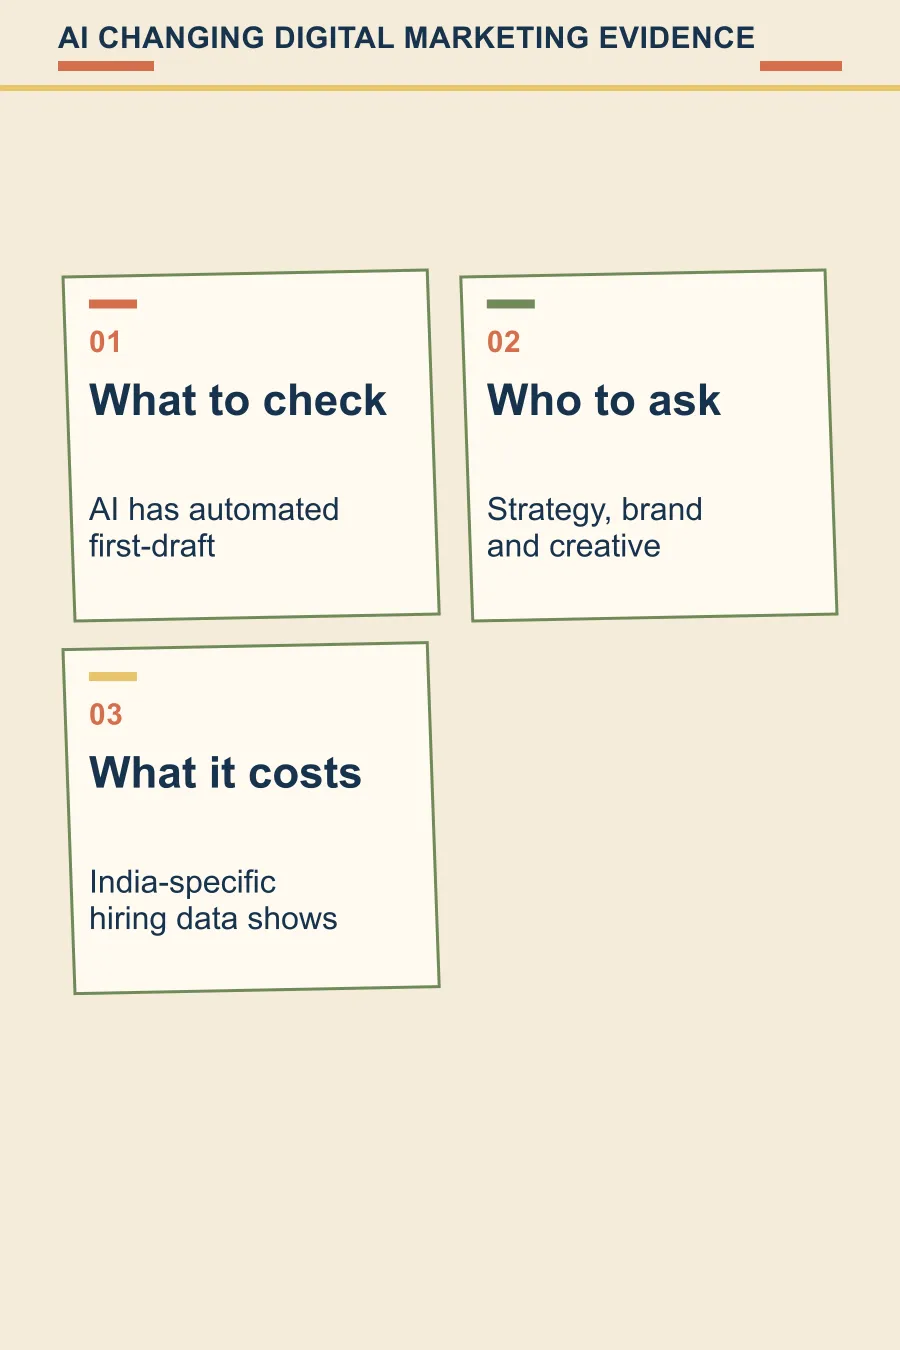 AI CHANGING DIGITAL MARKETING EVIDENCE
01
What to check
AI has automated
first-draft
02
Who to ask
Strategy, brand
and creative
03
What it costs
India-specific
hiring data shows